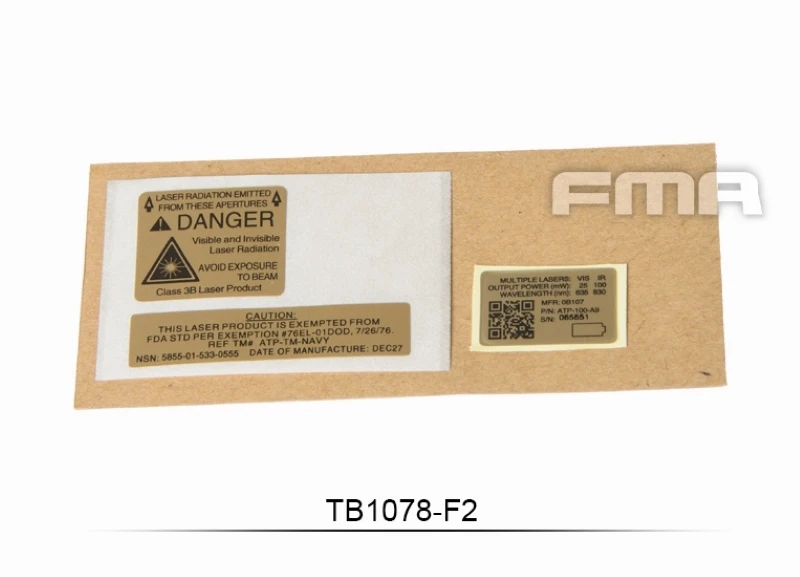 FMA
LASER RADIATION EMITTED
FROM THESE APERTURES
DANGER
Visible and Invisible
Laser Radiation
AVOID EXPOSURE
TO BEAM
Class 3B Laser Product
CAUTION:
THIS LASER PRODUCT IS EXEMPTED FROM
FDA STD PER EXEMPTION #76EL-01DOD, 7/26/76.
REF TM# ATP-TM-NAVY
NSN: 5855-01-533-0555 DATE OF MANUFACTURE: DEC27
MULTIPLE LASERS: VIS IR
OUTPUT POWER (mW): 25 100
WAVELENGTH (nm): 635 830
MFR: 0B107
P/N: ATP-100-A9
S/N: 065651
TB1078-F2